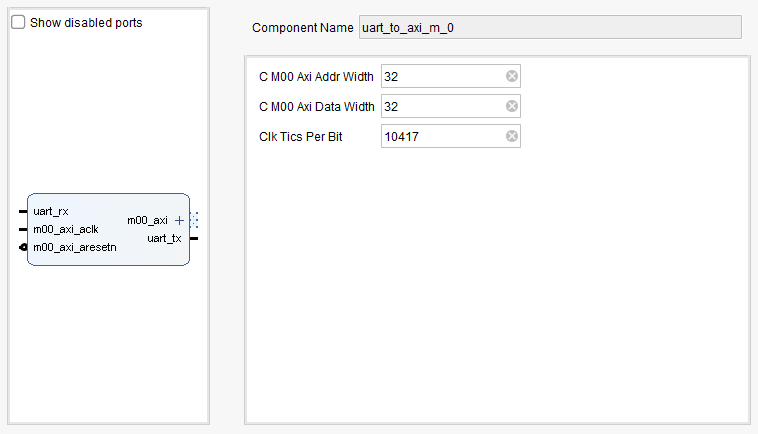 Show disabled ports
Component Name uart_to_axi_m_0
C M00 Axi Addr Width 32
C M00 Axi Data Width 32
Clk Tics Per Bit 10417
uart_rx
m00_axi_aclk
m00_axi_aresetn
m00_axi
uart_tx